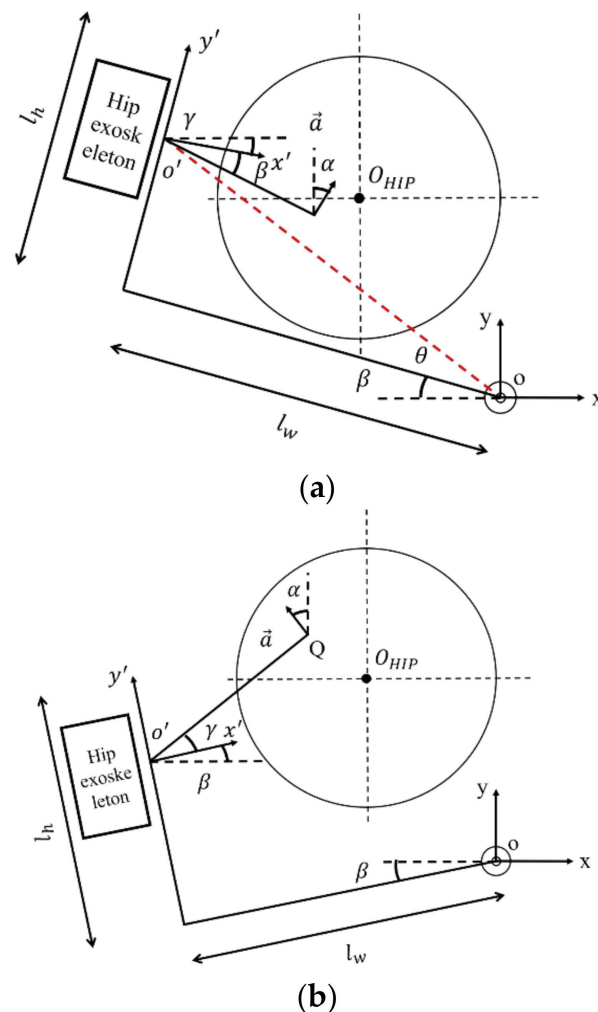 y′
l_h
Hip
exosk
eleton
γ
a⃗
α
o′
β
x′
O_HIP
y
θ
β
o
x
l_w
(a)
α
a⃗
Q
y′
O_HIP
o′
γ
x′
Hip
exoske
leton
β
l_h
y
o
β
x
l_w
(b)